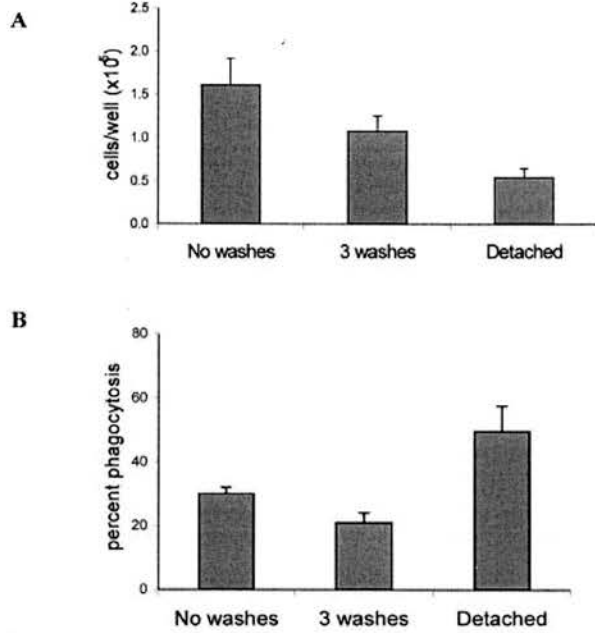 A
cells/well (x10⁶)
2.5
2.0
1.5
1.0
0.5
0.0
No washes 3 washes Detached
B
percent phagocytosis
80
60
40
20
0
No washes 3 washes Detached